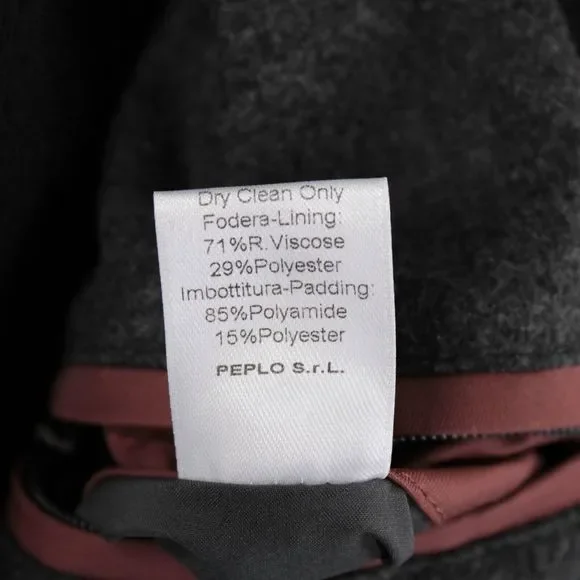 Dry Clean Only
Fodera-Lining:
71%R.Viscose
29%Polyester
Imbottitura-Padding:
85%Polyamide
15%Polyester
PEPLO S.r.L.